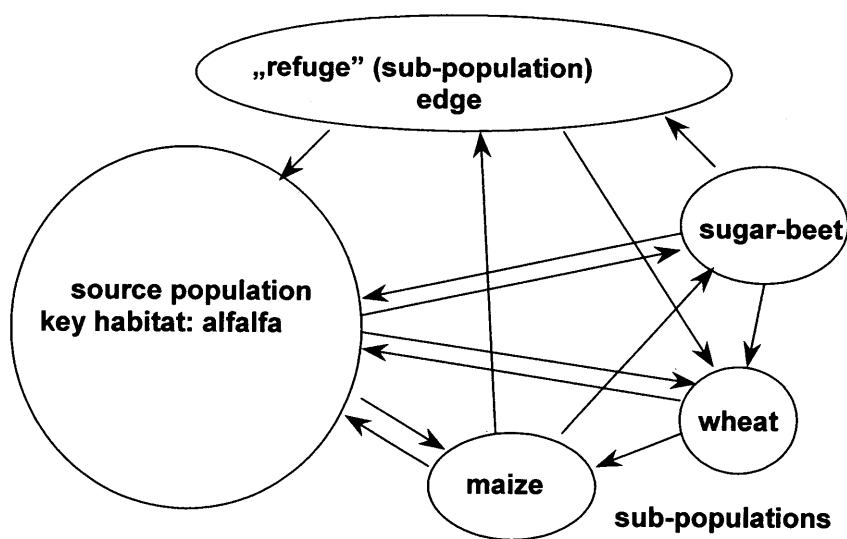 „refuge” (sub-population)
edge
sugar-beet
source population
key habitat: alfalfa
wheat
maize
sub-populations